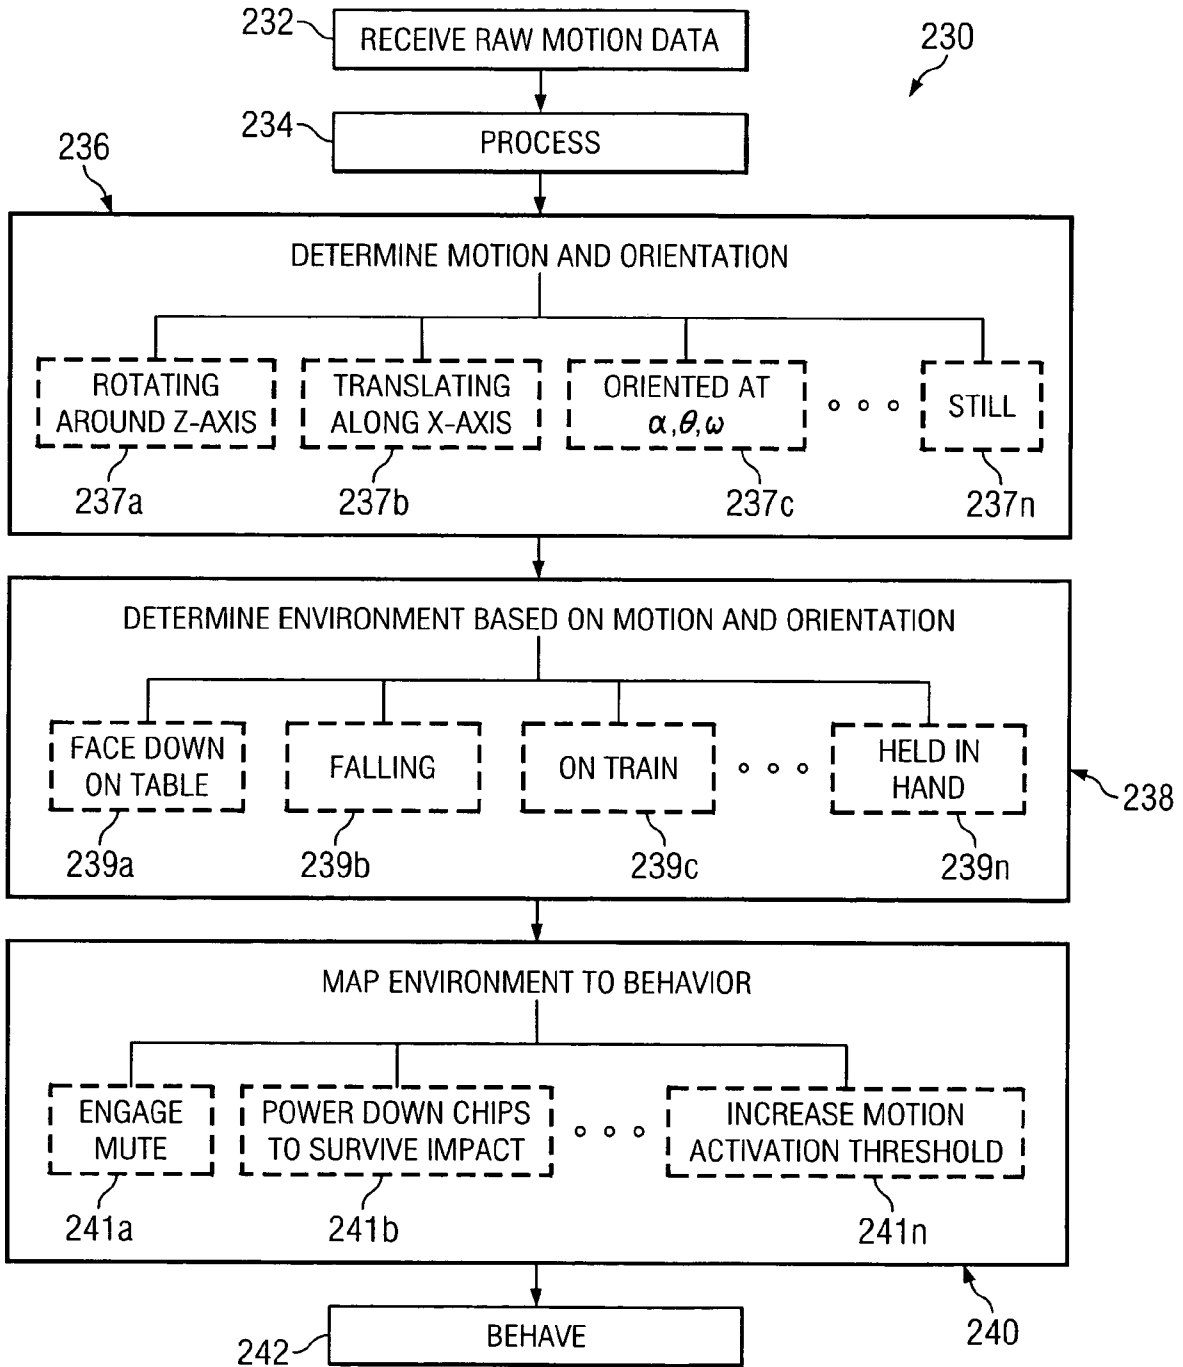 232
RECEIVE RAW MOTION DATA
230
234
PROCESS
236
DETERMINE MOTION AND ORIENTATION
ROTATING
AROUND Z-AXIS
TRANSLATING
ALONG X-AXIS
ORIENTED AT
α,θ,ω
STILL
237a
237b
237c
237n
DETERMINE ENVIRONMENT BASED ON MOTION AND ORIENTATION
FACE DOWN
ON TABLE
FALLING
ON TRAIN
HELD IN
HAND
238
239a
239b
239c
239n
MAP ENVIRONMENT TO BEHAVIOR
ENGAGE
MUTE
POWER DOWN CHIPS
TO SURVIVE IMPACT
INCREASE MOTION
ACTIVATION THRESHOLD
241a
241b
241n
240
242
BEHAVE